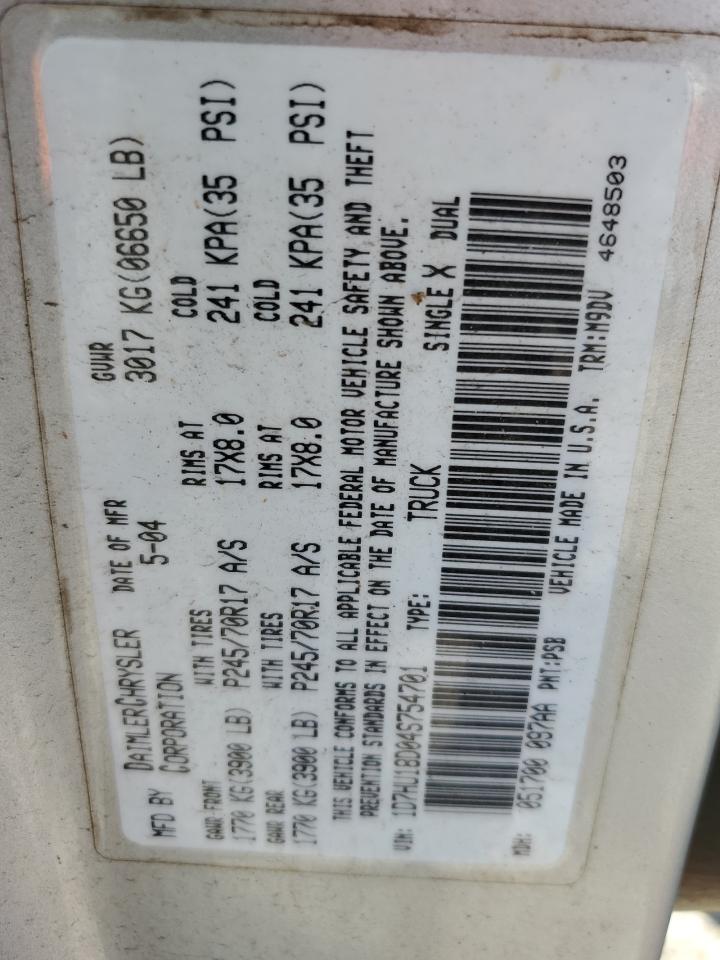 MFD BY DAIMLERCHRYSLER CORPORATION DATE OF MFR 5-04 GVWR 3017 KG(06650 LB)
GAWR-FRONT WITH TIRES RIMS AT COLD
1770 KG(3900 LB) P245/70R17 A/S 17X8.0 241 KPA(35 PSI)
GAWR REAR WITH TIRES RIMS AT COLD
1770 KG(3900 LB) P245/70R17 A/S 17X8.0 241 KPA(35 PSI)
THIS VEHICLE CONFORMS TO ALL APPLICABLE FEDERAL MOTOR VEHICLE SAFETY AND THEFT
PREVENTION STANDARDS IN EFFECT ON THE DATE OF MANUFACTURE SHOWN ABOVE.
VIN: 1D7HU18D04S754701 TYPE: TRUCK SINGLE X DUAL
MDH: 051700 097AA PNT:PSB VEHICLE MADE IN U.S.A. TRM:M9DV 4648503